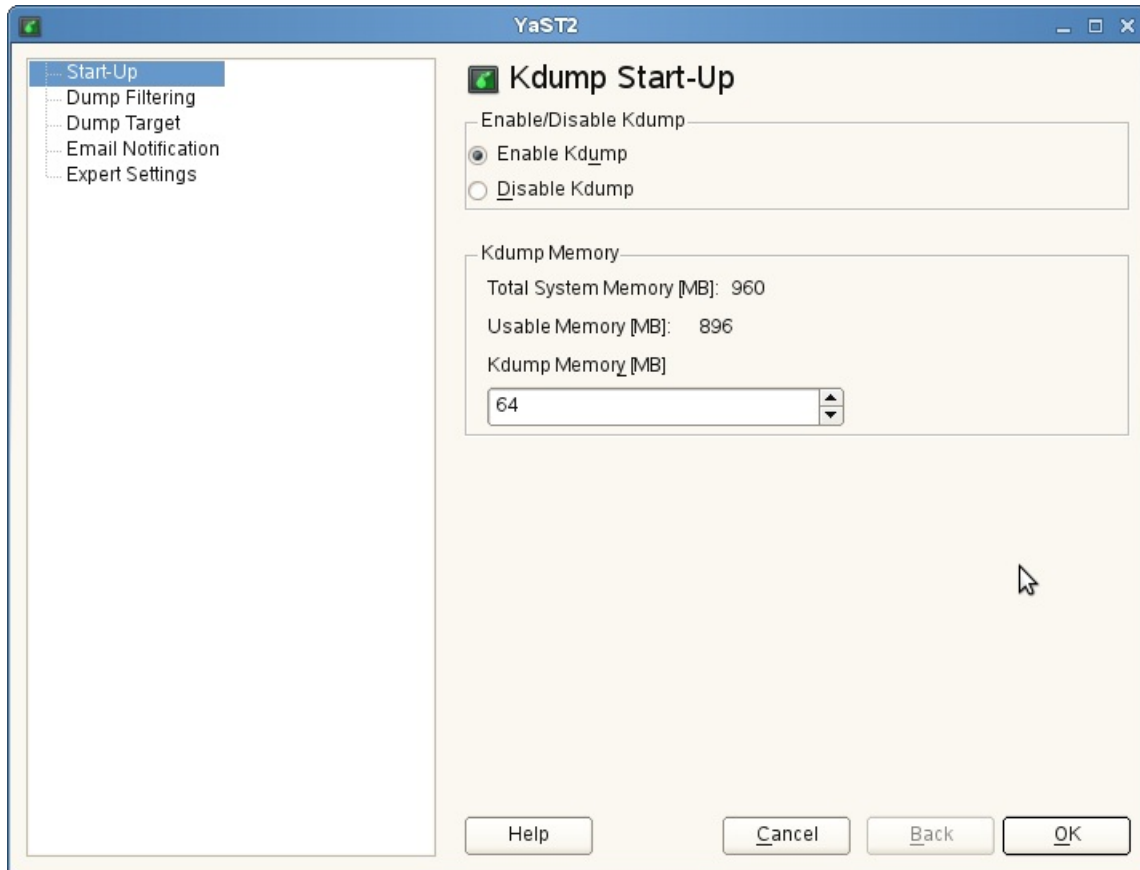 YaST2
Start-Up
Dump Filtering
Dump Target
Email Notification
Expert Settings
Kdump Start-Up
Enable/Disable Kdump
Enable Kdump
Disable Kdump
Kdump Memory
Total System Memory [MB]: 960
Usable Memory [MB]: 896
Kdump Memory [MB]
64
Help Cancel Back OK